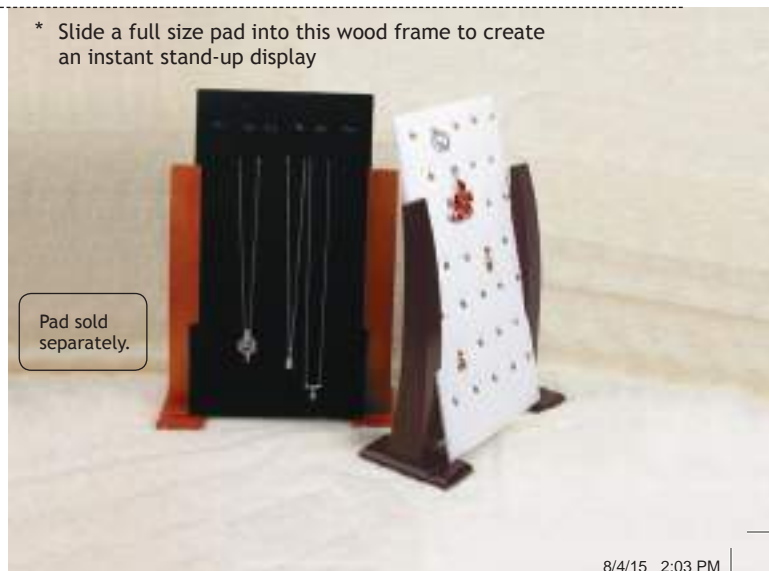 * Slide a full size pad into this wood frame to create
an instant stand-up display
Pad sold
separately.
8/4/15 2:03 PM